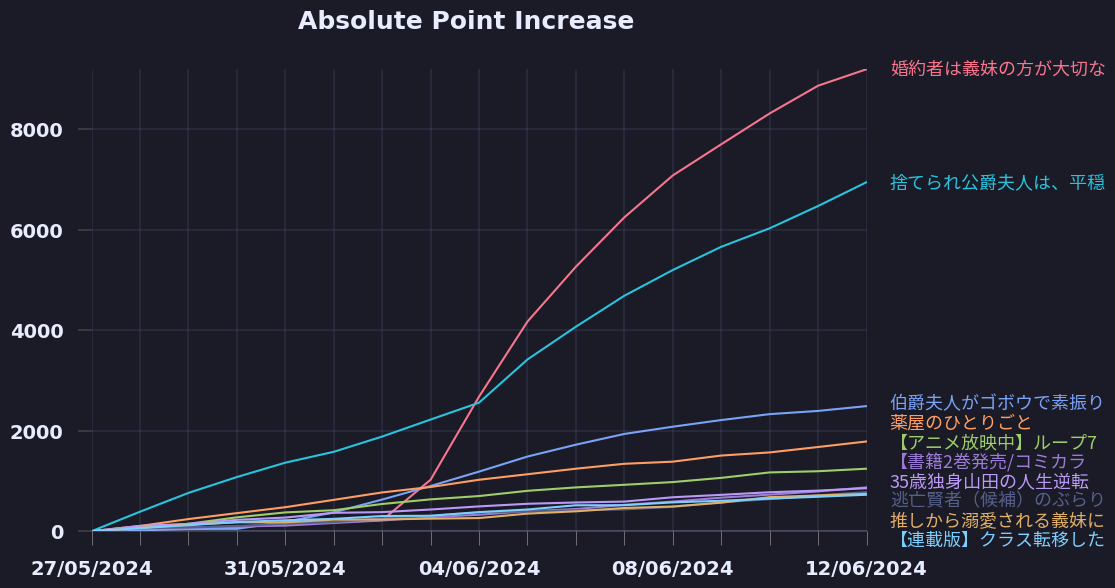 Absolute Point Increase
婚約者は義妹の方が大切な
8000
捨てられ公爵夫人は、平穏
6000
4000
伯爵夫人がゴボウで素振り
2000
薬屋のひとりごと
【アニメ放映中】ループ7
【書籍2巻発売/コミカラ
35歳独身山田の人生逆転
逃亡賢者（候補）のぶらり
推しから溺愛される義妹に
0
【連載版】クラス転移した
27/05/2024
31/05/2024
04/06/2024
08/06/2024
12/06/2024